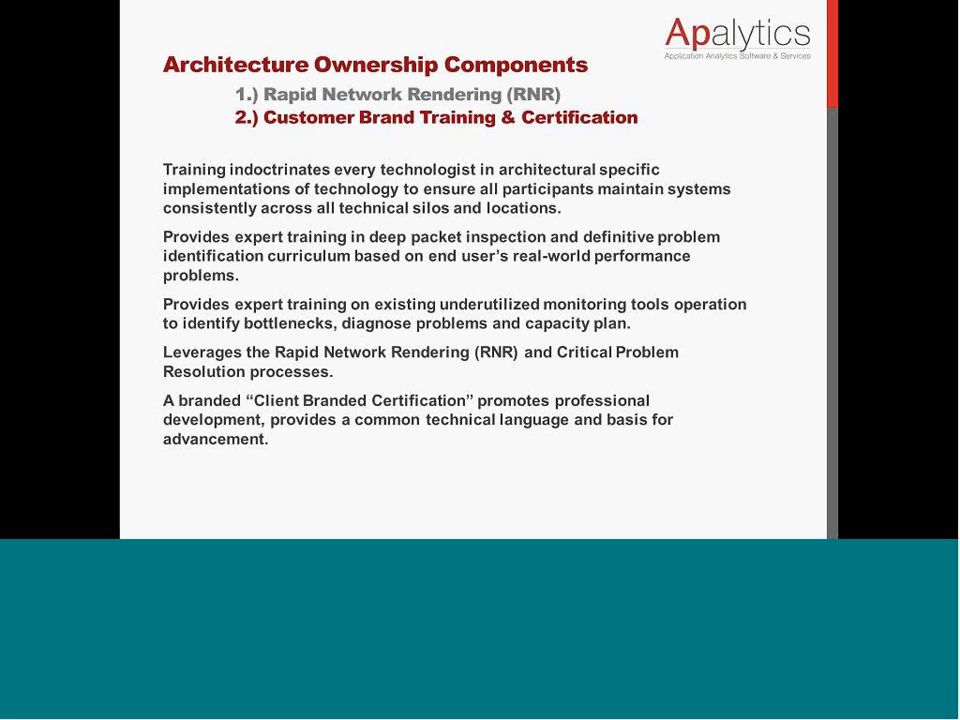 Apalytics
Application Analytics Software & Services
Architecture Ownership Components
1.) Rapid Network Rendering (RNR)
2.) Customer Brand Training & Certification
Training indoctrinates every technologist in architectural specific
implementations of technology to ensure all participants maintain systems
consistently across all technical silos and locations.
Provides expert training in deep packet inspection and definitive problem
identification curriculum based on end user’s real-world performance
problems.
Provides expert training on existing underutilized monitoring tools operation
to identify bottlenecks, diagnose problems and capacity plan.
Leverages the Rapid Network Rendering (RNR) and Critical Problem
Resolution processes.
A branded “Client Branded Certification” promotes professional
development, provides a common technical language and basis for
advancement.